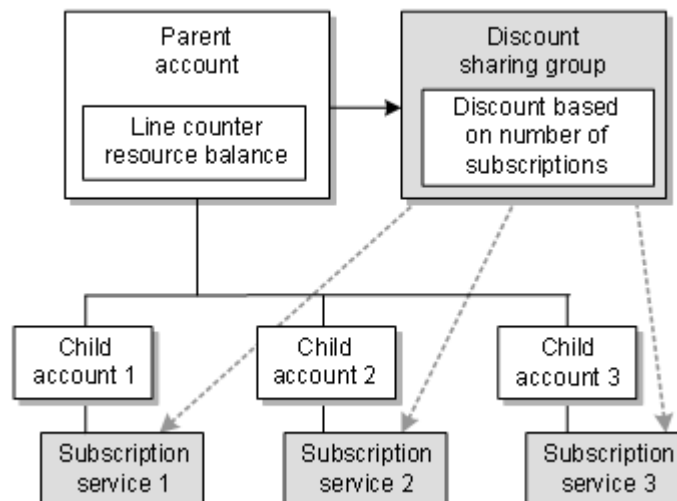 Parent
account
Line counter
resource balance
Discount
sharing group
Discount based
on number of
subscriptions
Child
account 1
Child
account 2
Child
account 3
Subscription
service 1
Subscription
service 2
Subscription
service 3